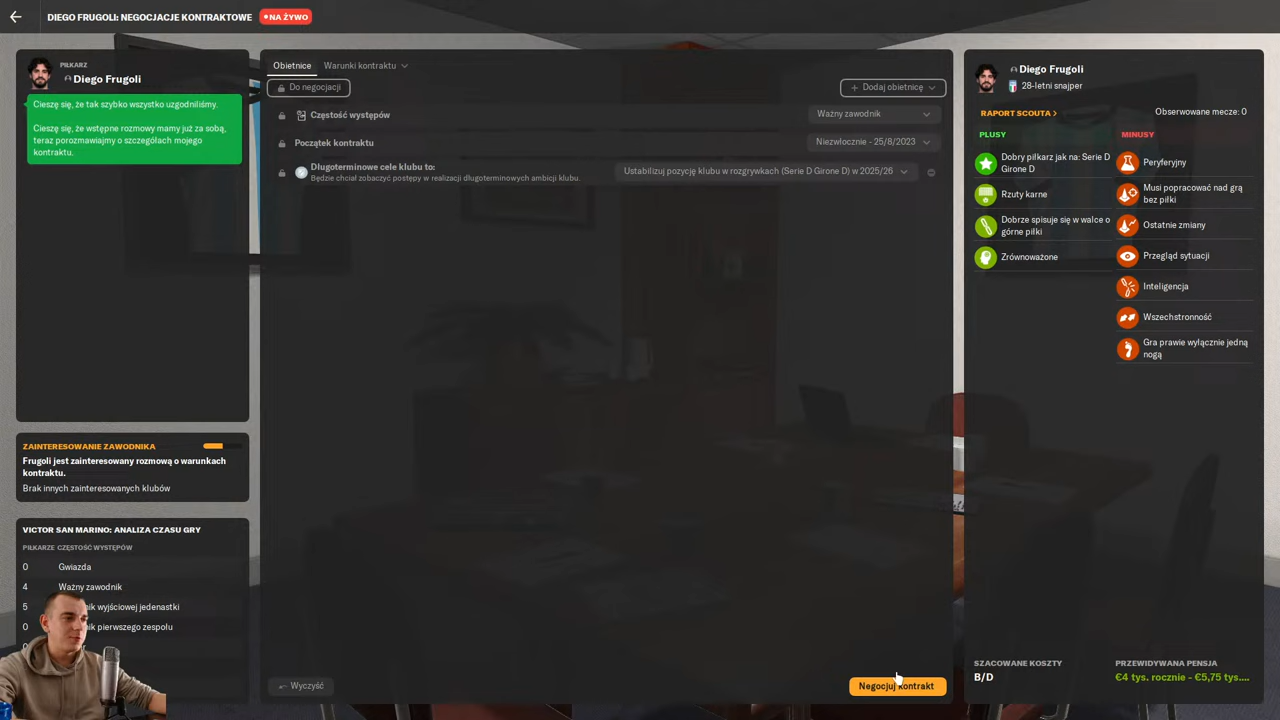 DIEGO FRUGOLI: NEGOCJACJE KONTRAKTOWE
NA ŻYWO
PIŁKARZ
Diego Frugoli
Cieszę się, że tak szybko wszystko uzgodniliśmy.
Cieszę się, że wstępne rozmowy mamy już za sobą,
teraz porozmawiajmy o szczegółach mojego
kontraktu.
ZAINTERESOWANIE ZAWODNIKA
Frugoli jest zainteresowany rozmową o warunkach
kontraktu.
Brak innych zainteresowanych klubów
VICTOR SAN MARINO: ANALIZA CZASU GRY
PIŁKARZE CZĘSTOŚĆ WYSTĘPÓW
0 Gwiazda
4 Ważny zawodnik
5 wyjściowej jedenastki
0 pierwszego zespołu
Obietnice
Warunki kontraktu
Do negocjacji
Dodaj obietnicę
Częstość występów
Ważny zawodnik
Początek kontraktu
Niezwłocznie - 25/8/2023
Długoterminowe cele klubu to:
Będzie chciał zobaczyć postępy w realizacji długoterminowych ambicji klubu.
Ustabilizuj pozycję klubu w rozgrywkach (Serie D Girone D) w 2025/26
Wyczyść
Negocjuj kontrakt
Diego Frugoli
28-letni snajper
RAPORT SCOUTA >
Obserwowane mecze: 0
PLUSY
Dobry piłkarz jak na: Serie D
Girone D
Rzuty karne
Dobrze spisuje się w walce o
górne piłki
Zrównoważone
MINUSY
Peryferyjny
Musi popracować nad grą
bez piłki
Ostatnie zmiany
Przegląd sytuacji
Inteligencja
Wszechstronność
Gra prawie wyłącznie jedną
nogą
SZACOWANE KOSZTY
B/D
PRZEWIDYWANA PENSJA
€4 tys. rocznie - €5,75 tys....